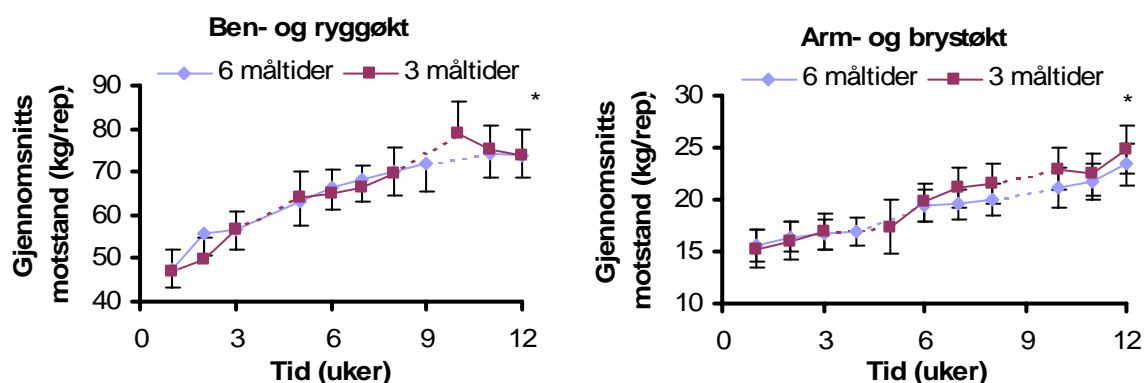 Ben- og ryggøkt
6 måltider 3 måltider
Gjennomsnitts
motstand (kg/rep)
90
80
70
60
50
40
*
0 3 6 9 12
Tid (uker)
Arm- og brystøkt
6 måltider 3 måltider
Gjennomsnitts
motstand (kg/rep)
30
25
20
15
10
*
0 3 6 9 12
Tid (uker)